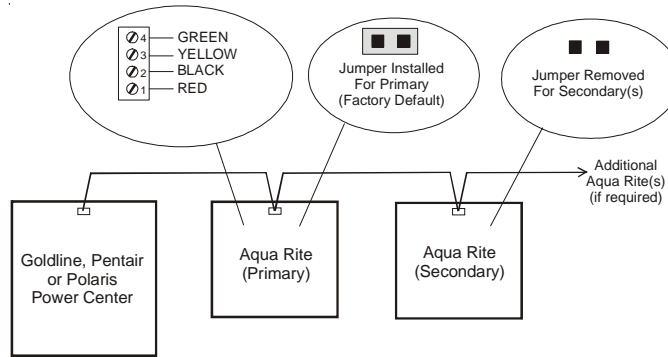 4 GREEN
3 YELLOW
2 BLACK
1 RED
Jumper Installed
For Primary
(Factory Default)
Jumper Removed
For Secondary(s)
Additional
Aqua Rite(s)
(if required)
Goldline, Pentair
or Polaris
Power Center
Aqua Rite
(Primary)
Aqua Rite
(Secondary)